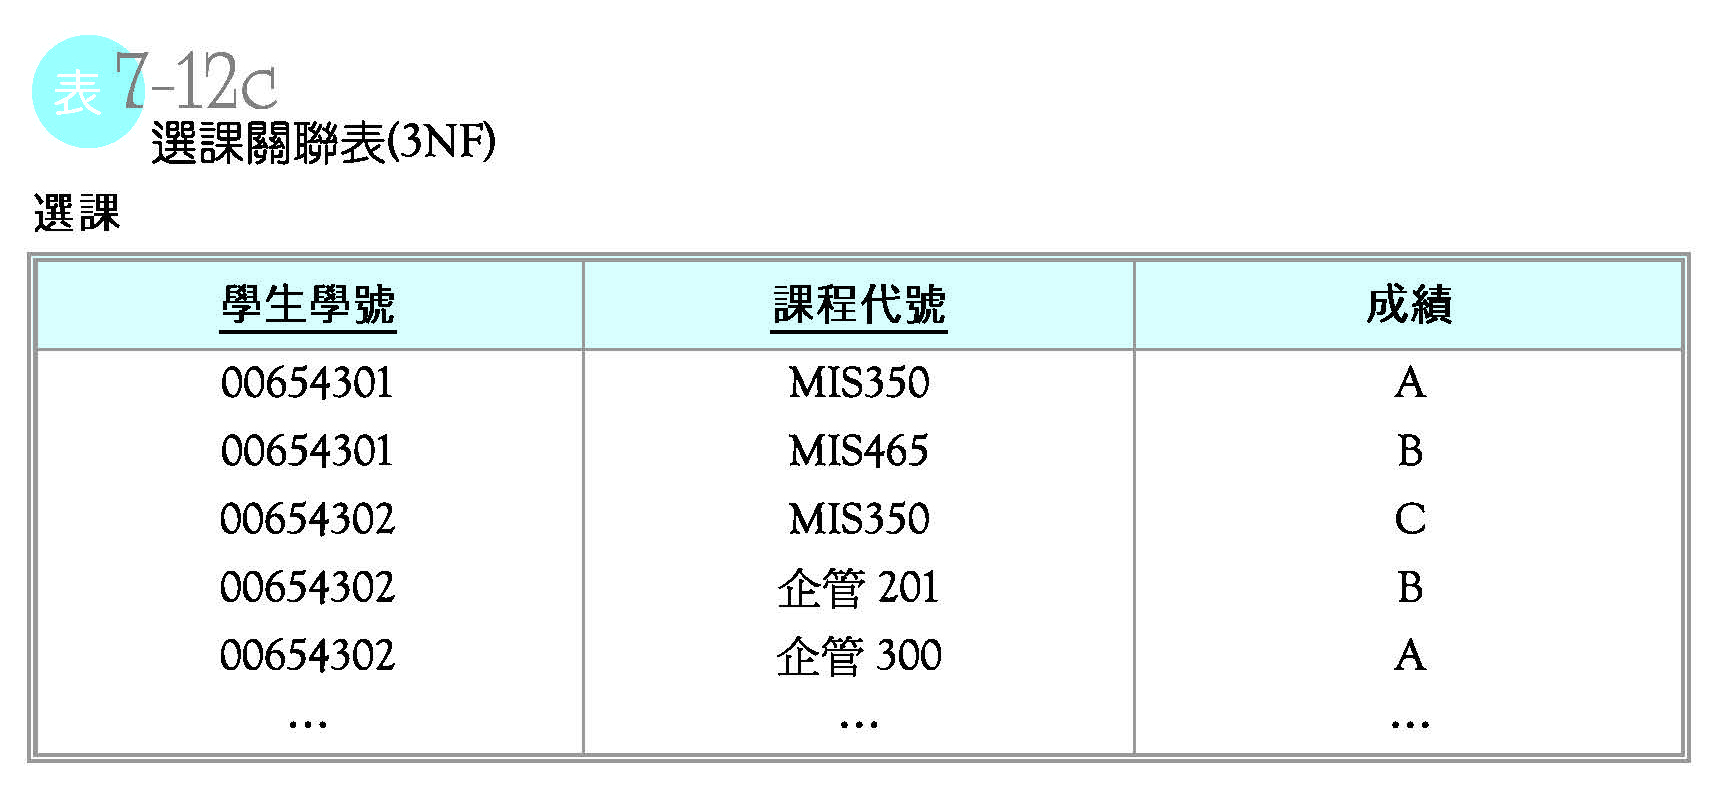 表 7-12c
選課關聯表(3NF)
選課
學生學號 課程代號 成績
00654301 MIS350 A
00654301 MIS465 B
00654302 MIS350 C
00654302 企管 201 B
00654302 企管 300 A
... ... ...